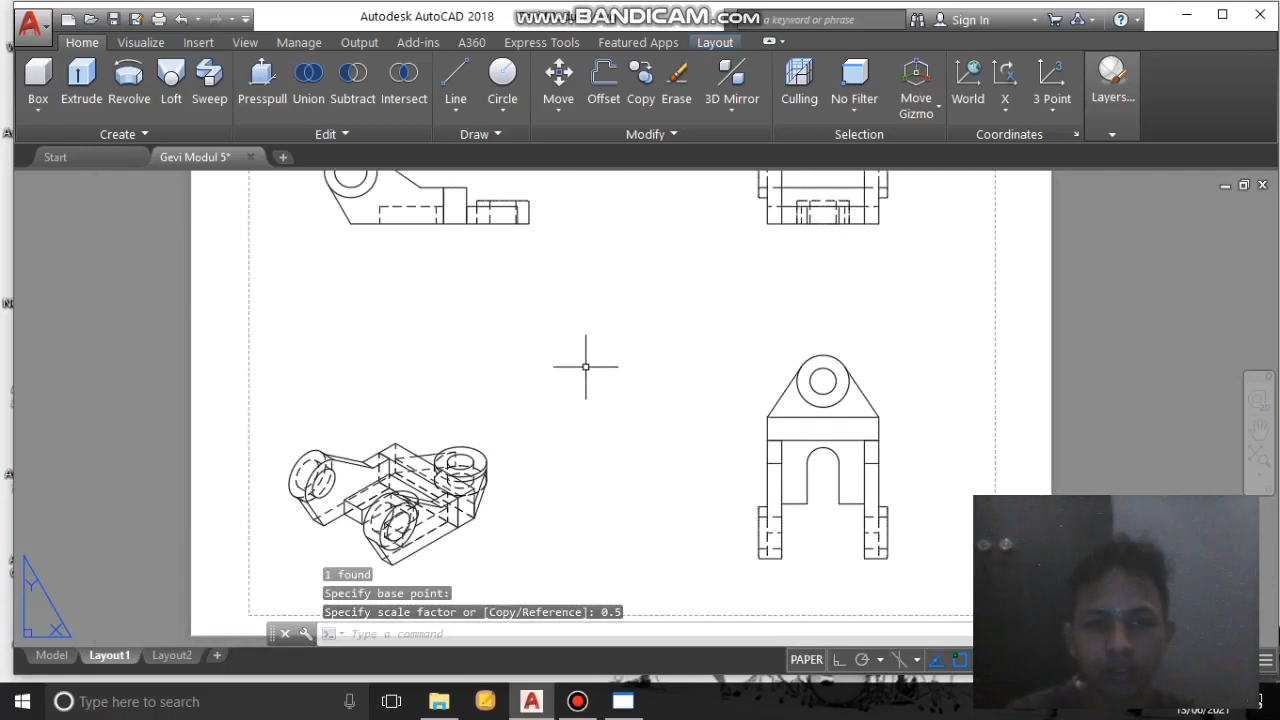 Autodesk AutoCAD 2018
www.BANDICAM.com
a keyword or phrase
Sign In
Home Visualize Insert View Manage Output Add-ins A360 Express Tools Featured Apps Layout
Box Extrude Revolve Loft Sweep Presspull Union Subtract Intersect Line Circle Move Offset Copy Erase 3D Mirror Culling No Filter Move Gizmo World X 3 Point Layers...
Create Edit Draw Modify Selection Coordinates
Start Gevi Modul 5*
Y
X
1 found
Specify base point:
Specify scale factor or [Copy/Reference]: 0.5
Type a command
Model Layout1 Layout2 +
PAPER
Type here to search
13/06/2021